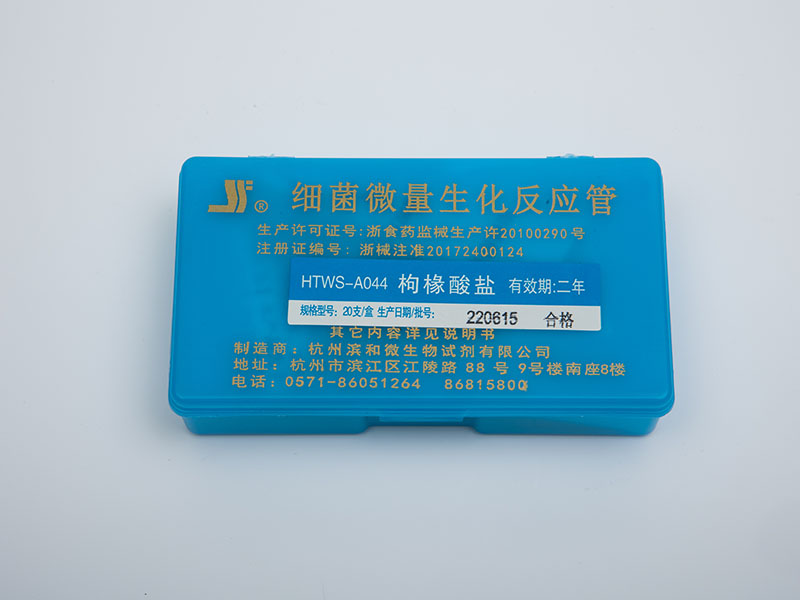 ® 细菌微量生化反应管
生产许可证号:浙食药监械生产许20100290号
注册证编号: 浙械注准20172400124
HTWS-A044 枸橼酸盐 有效期:二年
规格型号: 20支/盒 生产日期/批号: 220615 合格
其它内容详见说明书
制造商: 杭州滨和微生物试剂有限公司
地址: 杭州市滨江区江陵路 88 号 9号楼南座8楼
电话: 0571-86051264 86815800